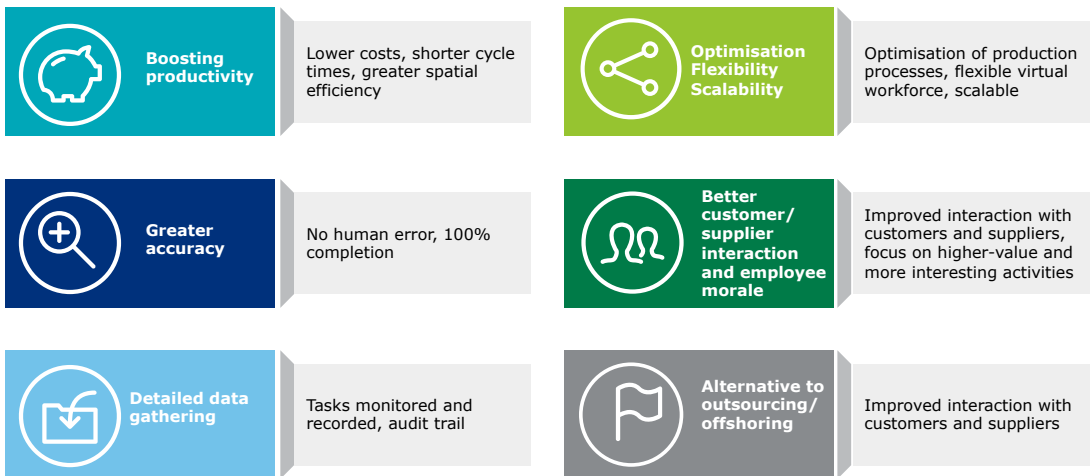 Boosting
productivity
Lower costs, shorter cycle
times, greater spatial
efficiency
Optimisation
Flexibility
Scalability
Optimisation of production
processes, flexible virtual
workforce, scalable
Greater
accuracy
No human error, 100%
completion
Better
customer/
supplier
interaction
and employee
morale
Improved interaction with
customers and suppliers,
focus on higher-value and
more interesting activities
Detailed data
gathering
Tasks monitored and
recorded, audit trail
Alternative to
outsourcing/
offshoring
Improved interaction with
customers and suppliers